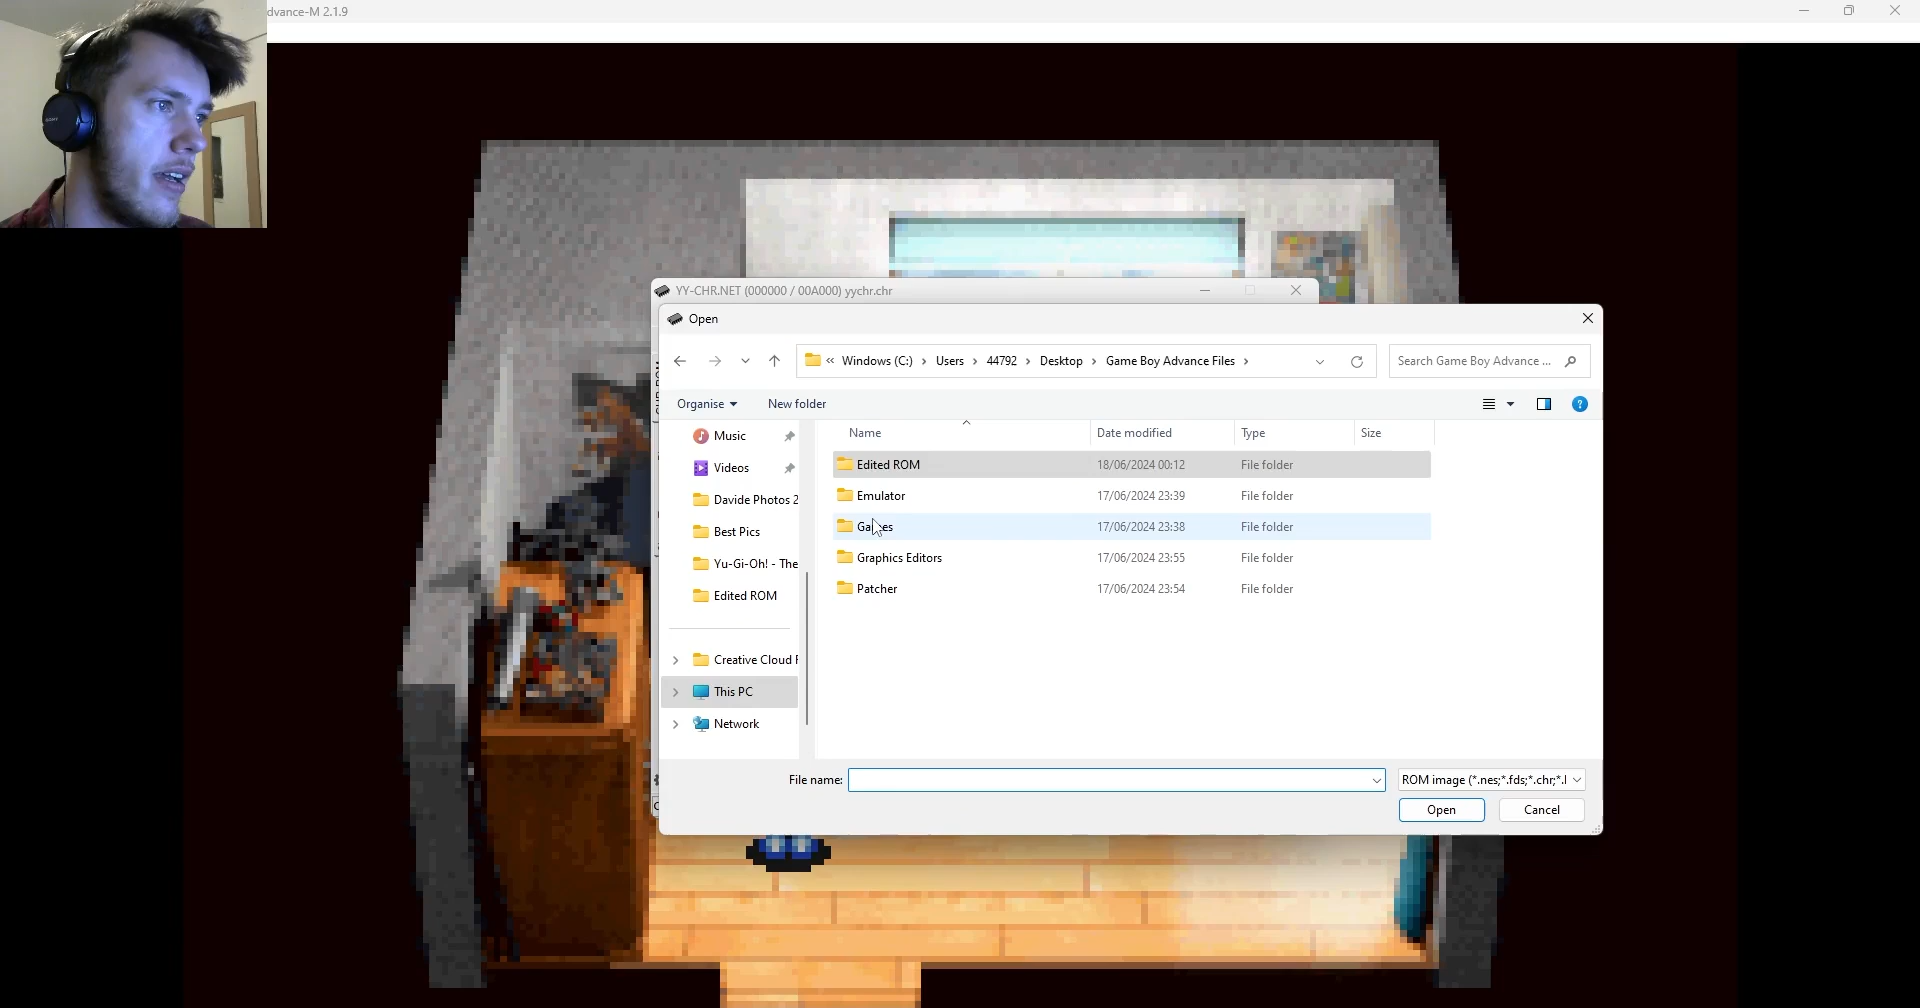 dvance-M 2.1.9
YY-CHR.NET (000000 / 00A000) yychr.chr
Open
« Windows (C:) › Users › 44792 › Desktop › Game Boy Advance Files ›
Search Game Boy Advance ...
Organise
New folder
Name Date modified Type Size
Music
Videos
Davide Photos 2
Best Pics
Yu-Gi-Oh! - The
Edited ROM
Creative Cloud F
This PC
Network
Edited ROM 18/06/2024 00:12 File folder
Emulator 17/06/2024 23:39 File folder
Games 17/06/2024 23:38 File folder
Graphics Editors 17/06/2024 23:55 File folder
Patcher 17/06/2024 23:54 File folder
File name:
ROM image (*.nes;*.fds;*.chr;*.l
Open
Cancel